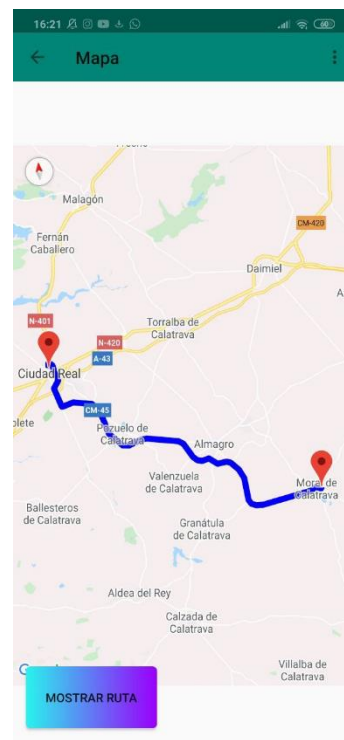 16:21 60
Mapa
Malagón
CM-420
Fernán
Caballero
Daimiel
A
N-401
Torralba de
Calatrava
N-420
A-43
Ciudad Real
CM-45
Pozuelo de
Calatrava
Almagro
Moral de
Calatrava
Valenzuela
de Calatrava
Ballesteros
de Calatrava
Granátula
de Calatrava
Aldea del Rey
Calzada de
Calatrava
Villalba de
Calatrava
MOSTRAR RUTA